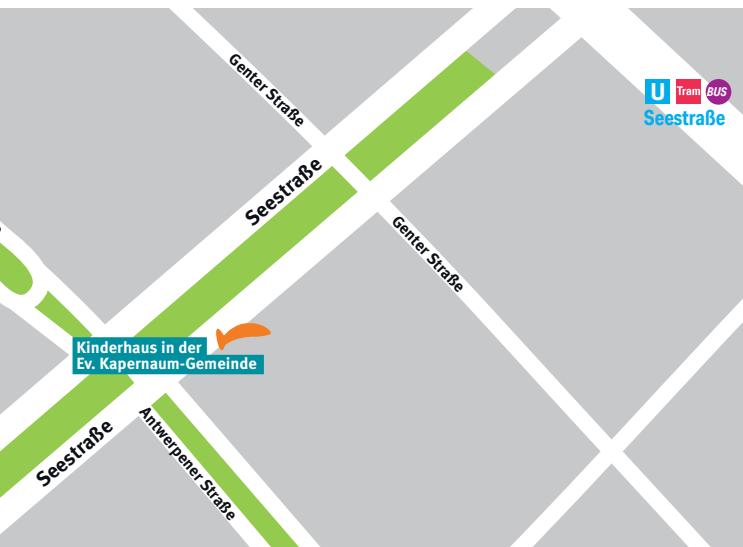 Genter Straße
U Tram BUS
Seestraße
Seestraße
Genter Straße
Kinderhaus in der
Ev. Kapernaum-Gemeinde
Seestraße
Antwerpener Straße